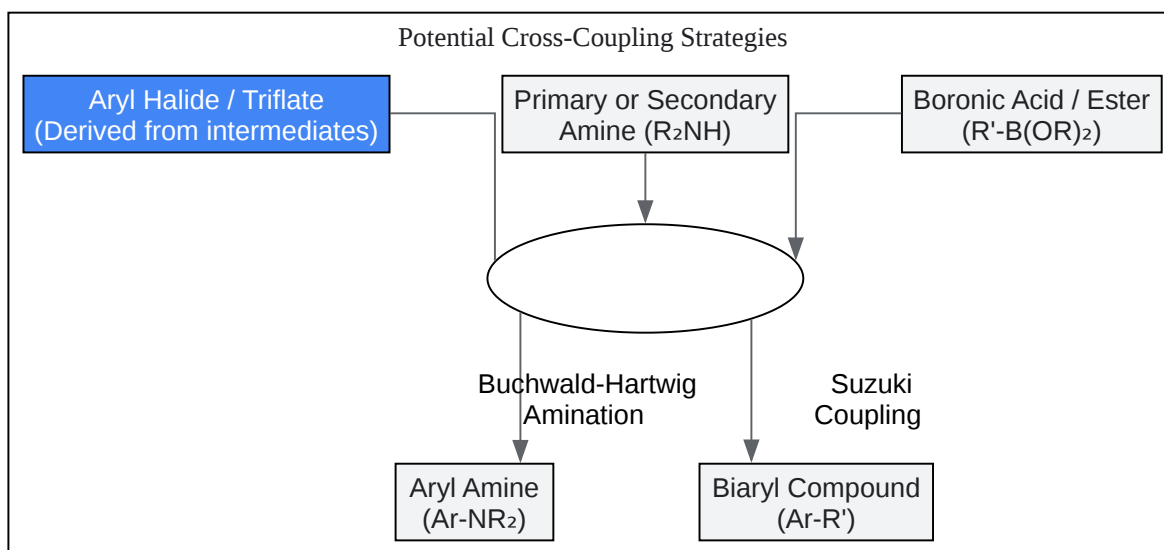 Potential Cross-Coupling Strategies
Aryl Halide / Triflate
(Derived from intermediates)
Primary or Secondary
Amine (R₂NH)
Boronic Acid / Ester
(R'-B(OR)₂)
Buchwald-Hartwig
Amination
Suzuki
Coupling
Aryl Amine
(Ar-NR₂)
Biaryl Compound
(Ar-R')